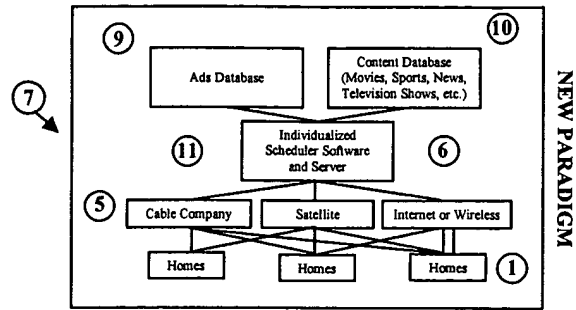 9
10
Ads Database
Content Database
(Movies, Sports, News,
Television Shows, etc.)
7
11
Individualized
Scheduler Software
and Server
6
5
Cable Company
Satellite
Internet or Wireless
Homes
Homes
Homes
1
NEW PARADIGM